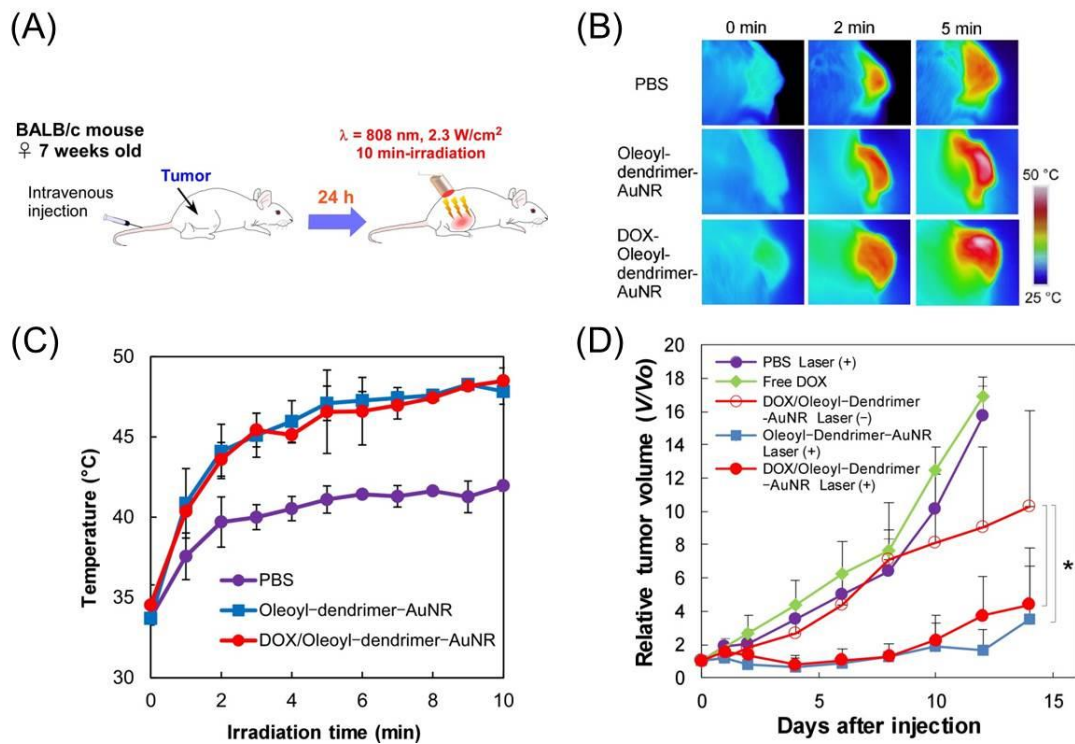 (A)
BALB/c mouse
♀ 7 weeks old
Intravenous
injection
Tumor
24 h
λ = 808 nm, 2.3 W/cm²
10 min-irradiation
(B)
0 min 2 min 5 min
PBS
Oleoyl-
dendrimer-
AuNR
DOX-
Oleoyl-
dendrimer-
AuNR
50 °C
25 °C
(C)
Temperature (°C)
50
45
40
35
30
PBS
Oleoyl-dendrimer-AuNR
DOX/Oleoyl-dendrimer-AuNR
0 2 4 6 8 10
Irradiation time (min)
(D)
Relative tumor volume (V/Vo)
20
18
16
14
12
10
8
6
4
2
0
PBS Laser (+)
Free DOX
DOX/Oleoyl-Dendrimer
-AuNR Laser (-)
Oleoyl-Dendrimer-AuNR
Laser (+)
DOX/Oleoyl-Dendrimer
-AuNR Laser (+)
*
0 5 10 15
Days after injection